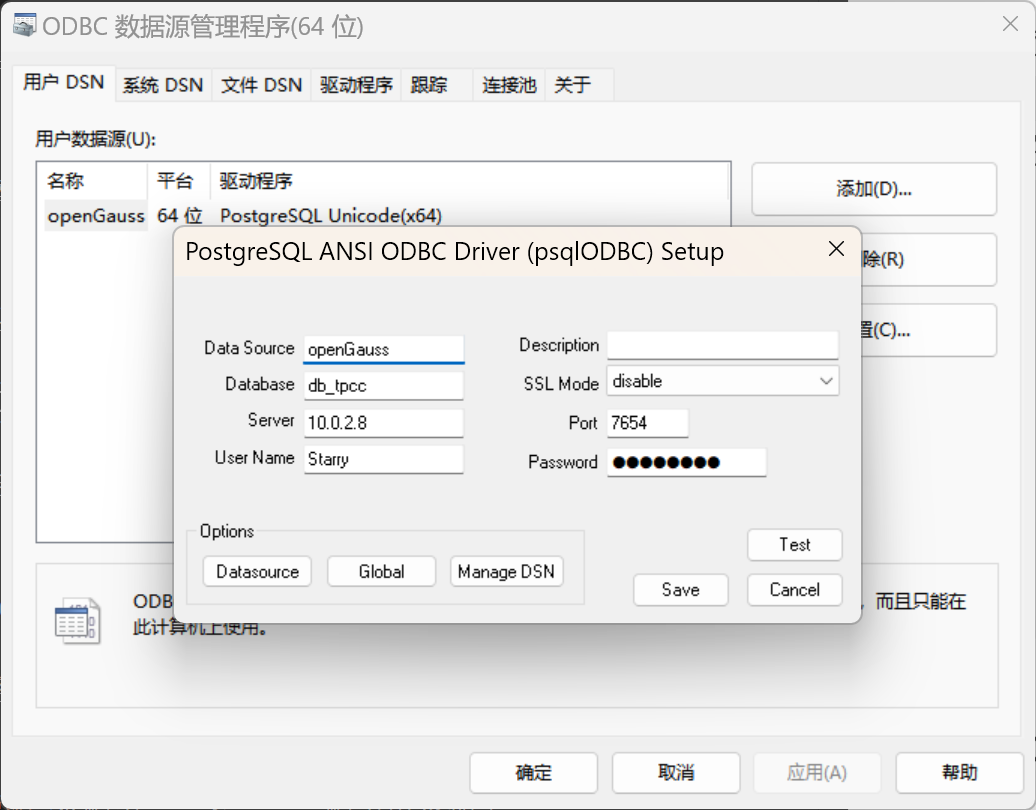 ODBC 数据源管理程序(64 位)
用户 DSN 系统 DSN 文件 DSN 驱动程序 跟踪 连接池 关于
用户数据源(U):
名称 平台 驱动程序
openGauss 64 位 PostgreSQL Unicode(x64)
添加(D)...
除(R)
置(C)...
PostgreSQL ANSI ODBC Driver (psqlODBC) Setup
Data Source openGauss
Description
Database db_tpcc
SSL Mode disable
Server 10.0.2.8
Port 7654
User Name Starry
Password ●●●●●●●●
Options
Datasource Global Manage DSN
Test
Save Cancel
ODB
,而且只能在
此计算机上使用。
确定 取消 应用(A) 帮助